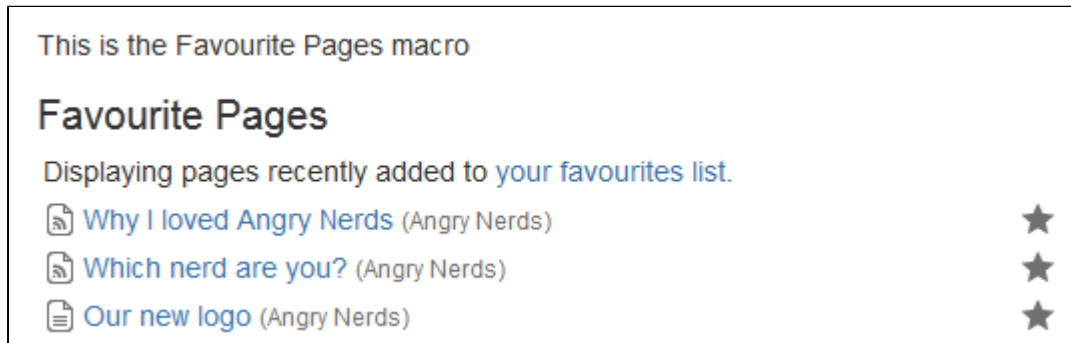 This is the Favourite Pages macro
Favourite Pages
Displaying pages recently added to your favourites list.
Why I loved Angry Nerds (Angry Nerds)
Which nerd are you? (Angry Nerds)
Our new logo (Angry Nerds)